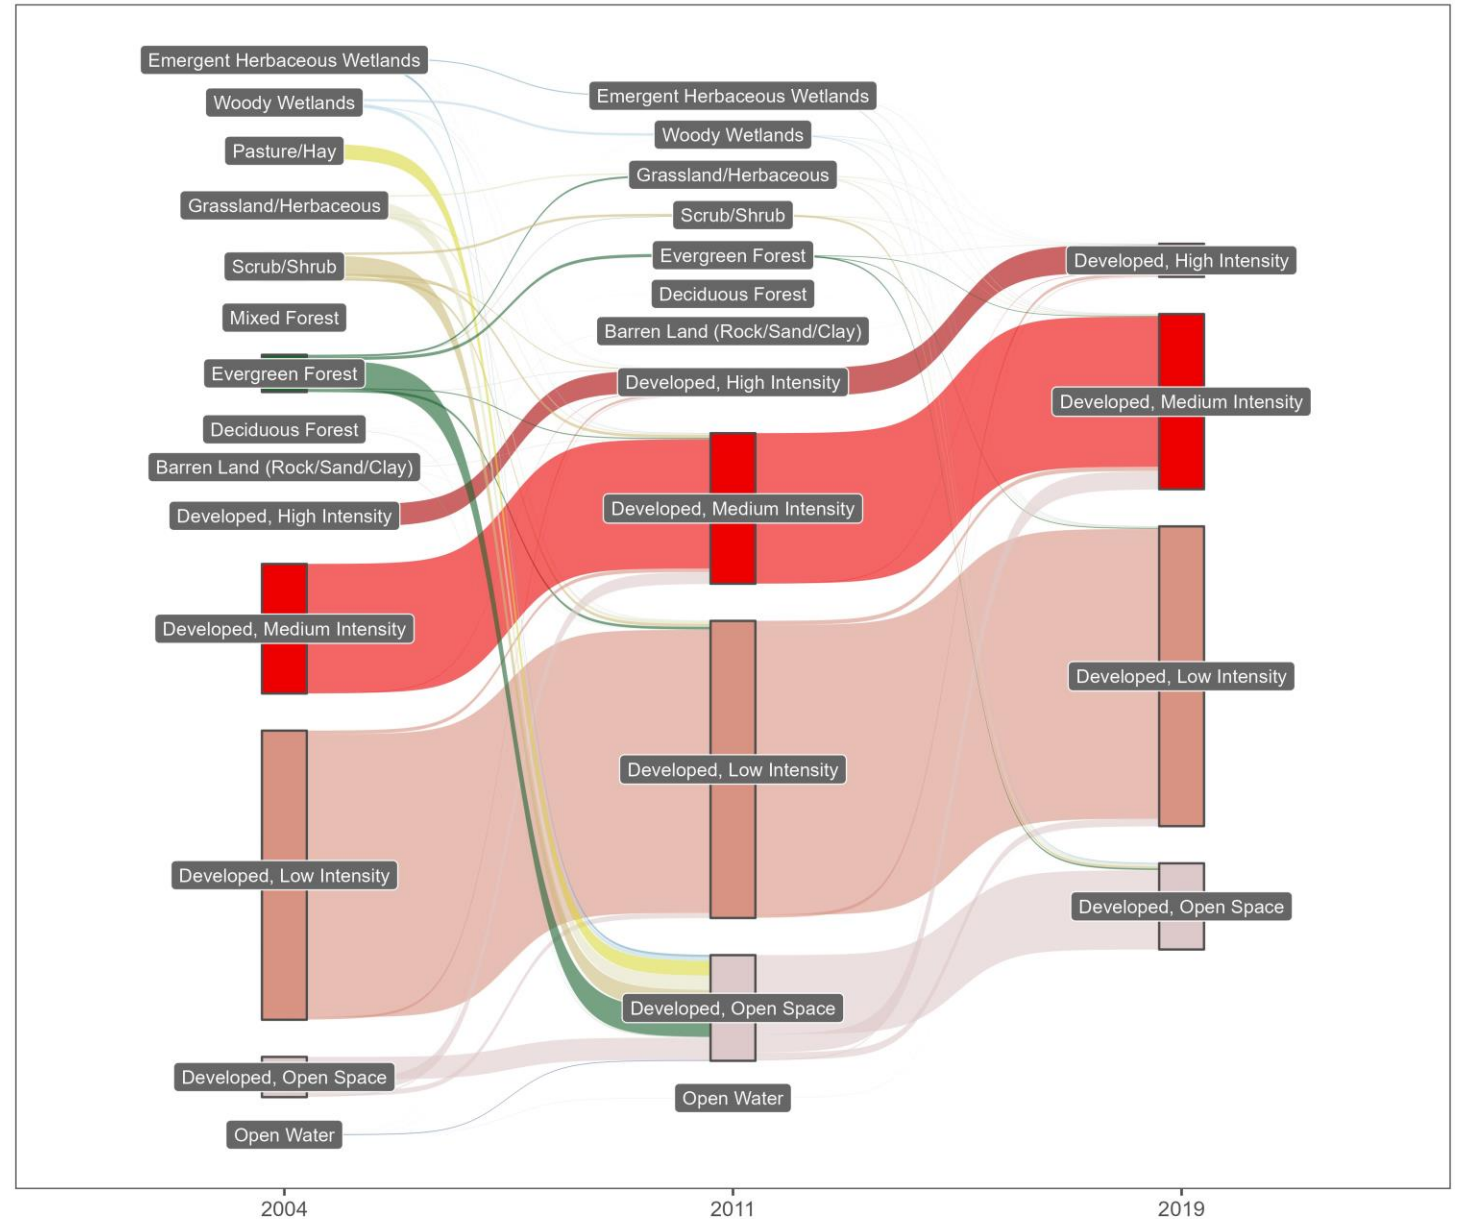 Emergent Herbaceous Wetlands
Woody Wetlands
Pasture/Hay
Grassland/Herbaceous
Scrub/Shrub
Mixed Forest
Evergreen Forest
Deciduous Forest
Barren Land (Rock/Sand/Clay)
Developed, High Intensity
Developed, Medium Intensity
Developed, Low Intensity
Developed, Open Space
Open Water
Emergent Herbaceous Wetlands
Woody Wetlands
Grassland/Herbaceous
Scrub/Shrub
Evergreen Forest
Deciduous Forest
Barren Land (Rock/Sand/Clay)
Developed, High Intensity
Developed, Medium Intensity
Developed, Low Intensity
Developed, Open Space
Open Water
Developed, High Intensity
Developed, Medium Intensity
Developed, Low Intensity
Developed, Open Space
2004
2011
2019